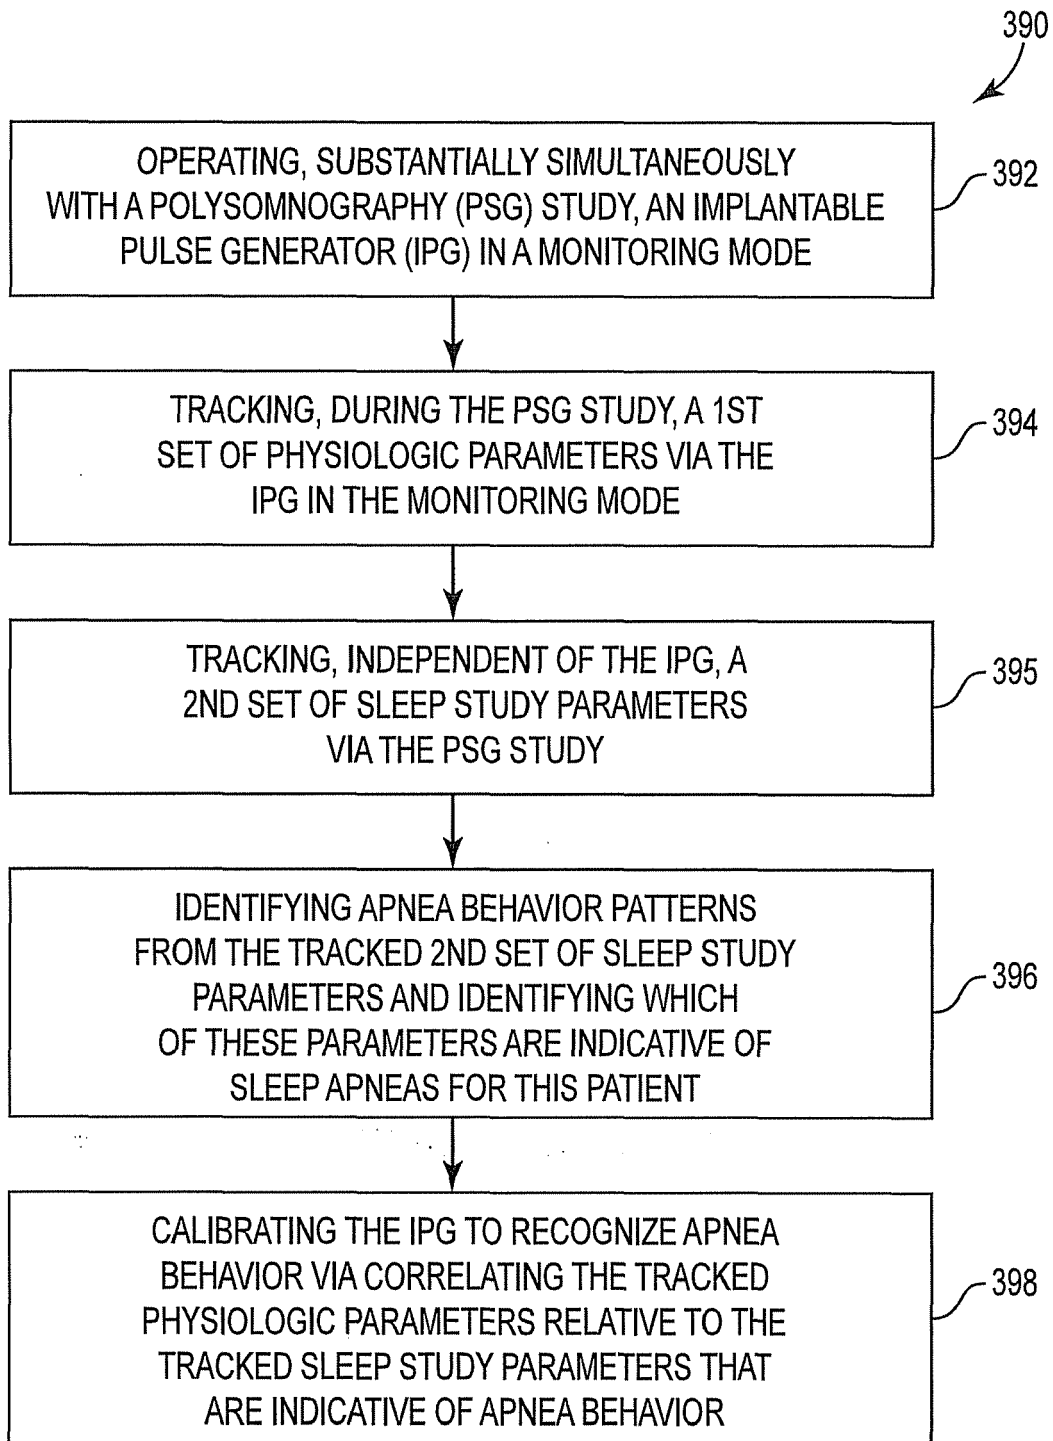 390
OPERATING, SUBSTANTIALLY SIMULTANEOUSLY
WITH A POLYSOMNOGRAPHY (PSG) STUDY, AN IMPLANTABLE
PULSE GENERATOR (IPG) IN A MONITORING MODE
392
TRACKING, DURING THE PSG STUDY, A 1ST
SET OF PHYSIOLOGIC PARAMETERS VIA THE
IPG IN THE MONITORING MODE
394
TRACKING, INDEPENDENT OF THE IPG, A
2ND SET OF SLEEP STUDY PARAMETERS
VIA THE PSG STUDY
395
IDENTIFYING APNEA BEHAVIOR PATTERNS
FROM THE TRACKED 2ND SET OF SLEEP STUDY
PARAMETERS AND IDENTIFYING WHICH
OF THESE PARAMETERS ARE INDICATIVE OF
SLEEP APNEAS FOR THIS PATIENT
396
CALIBRATING THE IPG TO RECOGNIZE APNEA
BEHAVIOR VIA CORRELATING THE TRACKED
PHYSIOLOGIC PARAMETERS RELATIVE TO THE
TRACKED SLEEP STUDY PARAMETERS THAT
ARE INDICATIVE OF APNEA BEHAVIOR
398